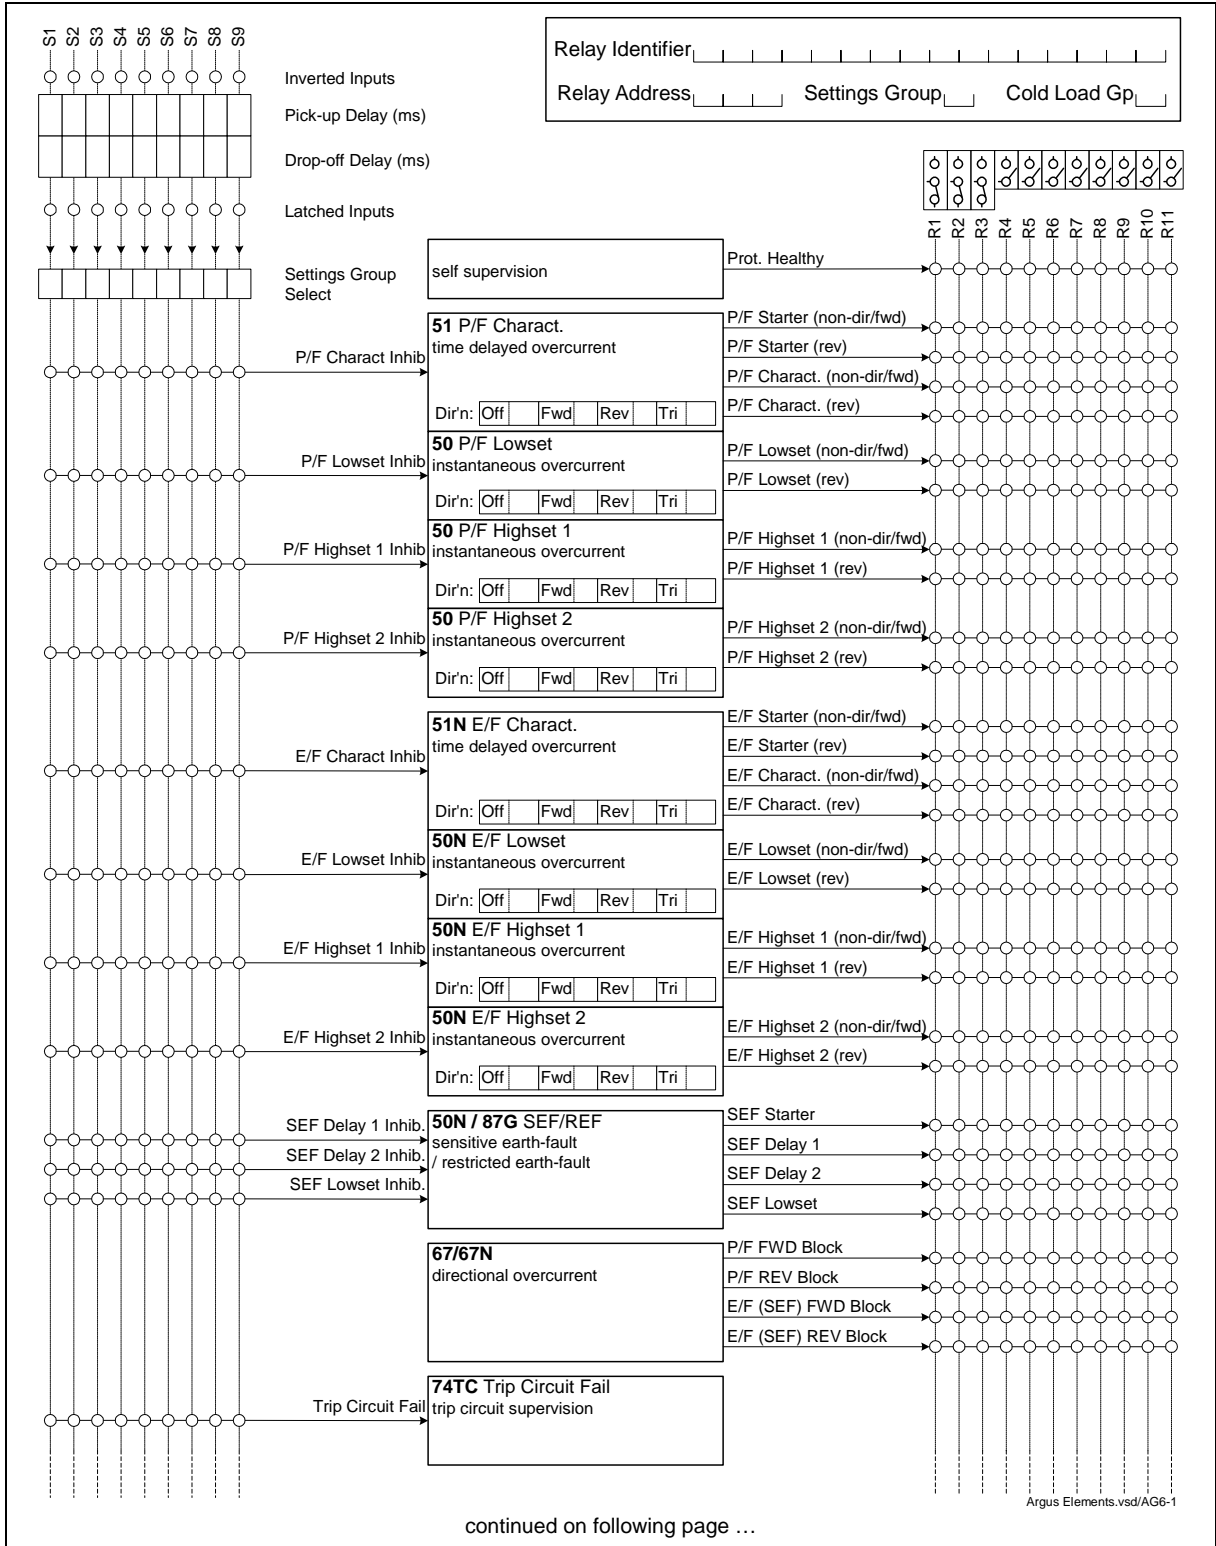 S1 S2 S3 S4 S5 S6 S7 S8 S9
Relay Identifier
Relay Address Settings Group Cold Load Gp
Inverted Inputs
Pick-up Delay (ms)
Drop-off Delay (ms)
Latched Inputs
Settings Group
Select
R1 R2 R3 R4 R5 R6 R7 R8 R9 R10 R11
self supervision
Prot. Healthy
P/F Charact Inhib
51 P/F Charact.
time delayed overcurrent
Dir'n: Off Fwd Rev Tri
P/F Starter (non-dir/fwd)
P/F Starter (rev)
P/F Charact. (non-dir/fwd)
P/F Charact. (rev)
P/F Lowset Inhib
50 P/F Lowset
instantaneous overcurrent
Dir'n: Off Fwd Rev Tri
P/F Lowset (non-dir/fwd)
P/F Lowset (rev)
P/F Highset 1 Inhib
50 P/F Highset 1
instantaneous overcurrent
Dir'n: Off Fwd Rev Tri
P/F Highset 1 (non-dir/fwd)
P/F Highset 1 (rev)
P/F Highset 2 Inhib
50 P/F Highset 2
instantaneous overcurrent
Dir'n: Off Fwd Rev Tri
P/F Highset 2 (non-dir/fwd)
P/F Highset 2 (rev)
E/F Charact Inhib
51N E/F Charact.
time delayed overcurrent
Dir'n: Off Fwd Rev Tri
E/F Starter (non-dir/fwd)
E/F Starter (rev)
E/F Charact. (non-dir/fwd)
E/F Charact. (rev)
E/F Lowset Inhib
50N E/F Lowset
instantaneous overcurrent
Dir'n: Off Fwd Rev Tri
E/F Lowset (non-dir/fwd)
E/F Lowset (rev)
E/F Highset 1 Inhib
50N E/F Highset 1
instantaneous overcurrent
Dir'n: Off Fwd Rev Tri
E/F Highset 1 (non-dir/fwd)
E/F Highset 1 (rev)
E/F Highset 2 Inhib
50N E/F Highset 2
instantaneous overcurrent
Dir'n: Off Fwd Rev Tri
E/F Highset 2 (non-dir/fwd)
E/F Highset 2 (rev)
SEF Delay 1 Inhib.
SEF Delay 2 Inhib.
SEF Lowset Inhib.
50N / 87G SEF/REF
sensitive earth-fault
/ restricted earth-fault
SEF Starter
SEF Delay 1
SEF Delay 2
SEF Lowset
67/67N
directional overcurrent
P/F FWD Block
P/F REV Block
E/F (SEF) FWD Block
E/F (SEF) REV Block
Trip Circuit Fail
74TC Trip Circuit Fail
trip circuit supervision
Argus Elements.vsd/AG6-1
continued on following page …